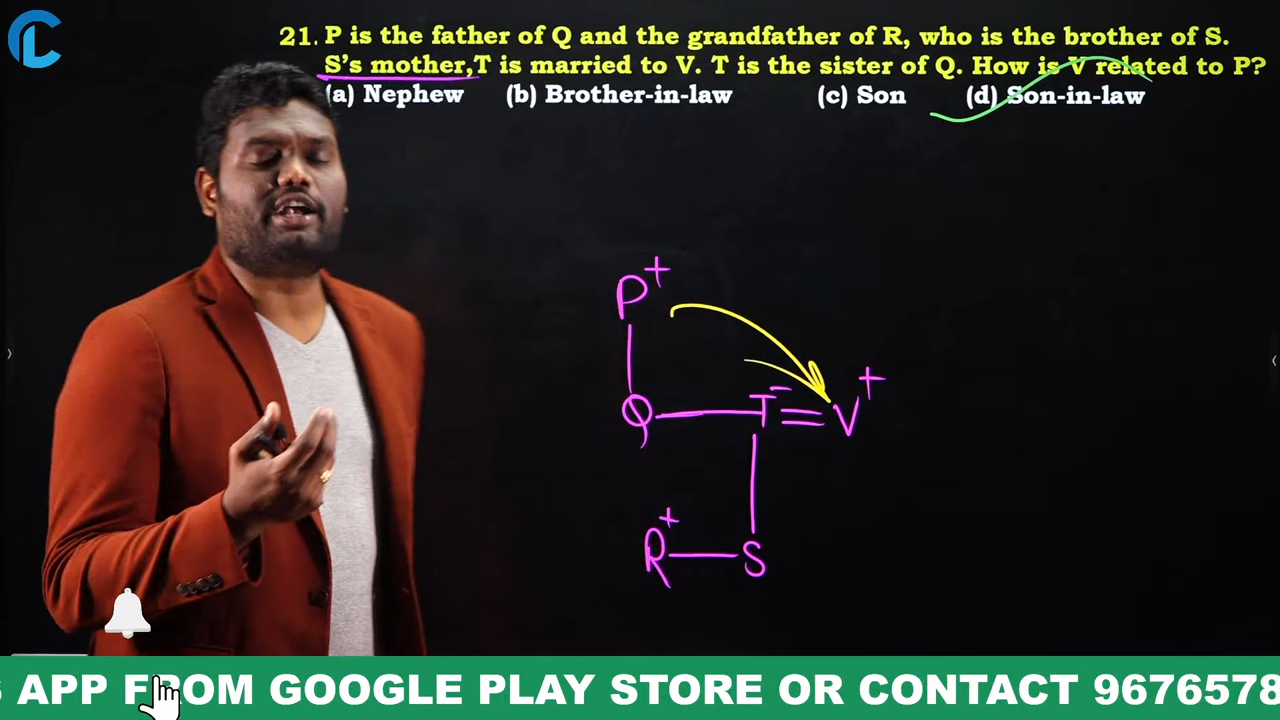 21. P is the father of Q and the grandfather of R, who is the brother of S.
S's mother,T is married to V. T is the sister of Q. How is V related to P?
(a) Nephew (b) Brother-in-law (c) Son (d) Son-in-law
P+
Q T- = V+
R+ S
S APP FROM GOOGLE PLAY STORE OR CONTACT 9676578